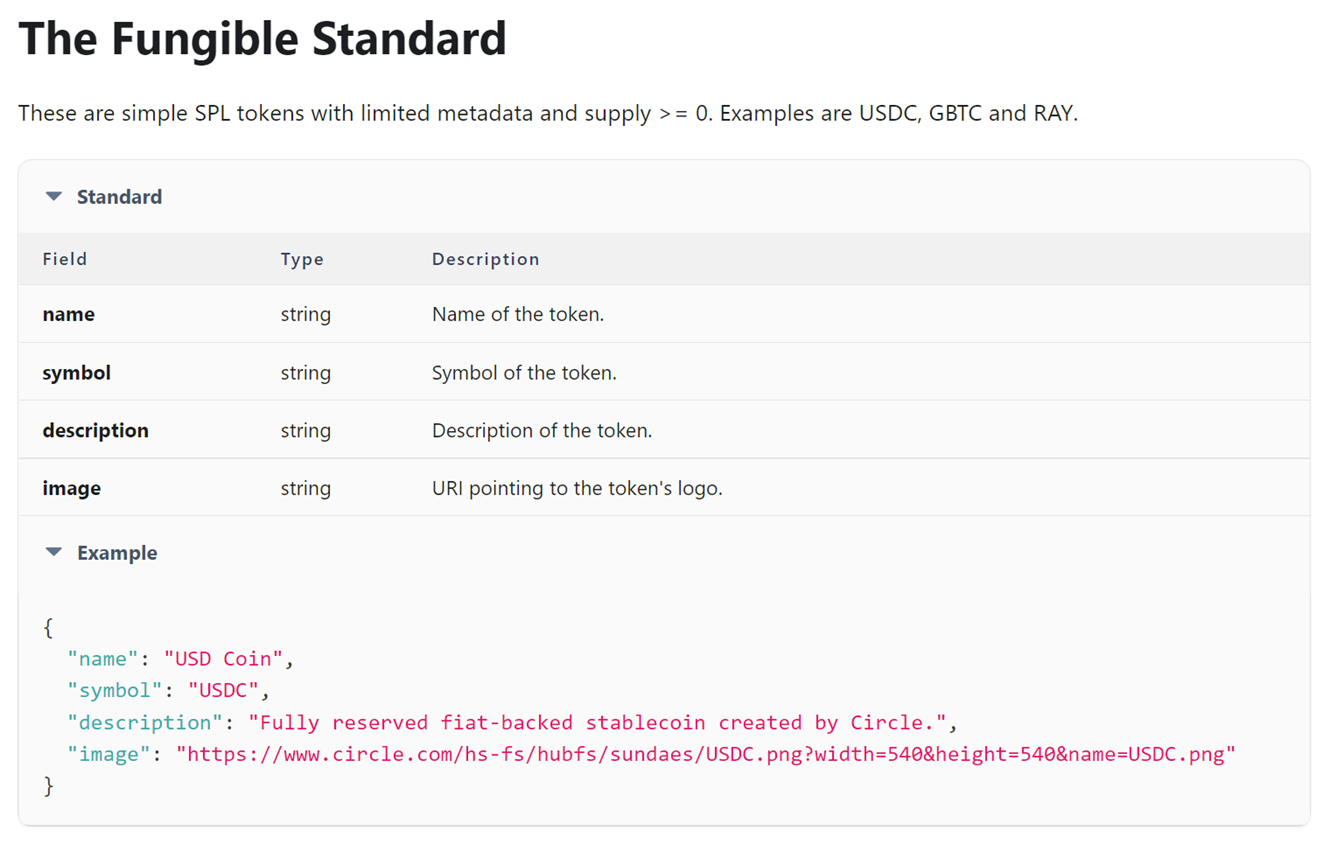 The Fungible Standard
These are simple SPL tokens with limited metadata and supply >= 0. Examples are USDC, GBTC and RAY.
Standard
Field Type Description
name string Name of the token.
symbol string Symbol of the token.
description string Description of the token.
image string URI pointing to the token's logo.
Example
{
"name": "USD Coin",
"symbol": "USDC",
"description": "Fully reserved fiat-backed stablecoin created by Circle.",
"image": "https://www.circle.com/hs-fs/hubfs/sundaes/USDC.png?width=540&height=540&name=USDC.png"
}